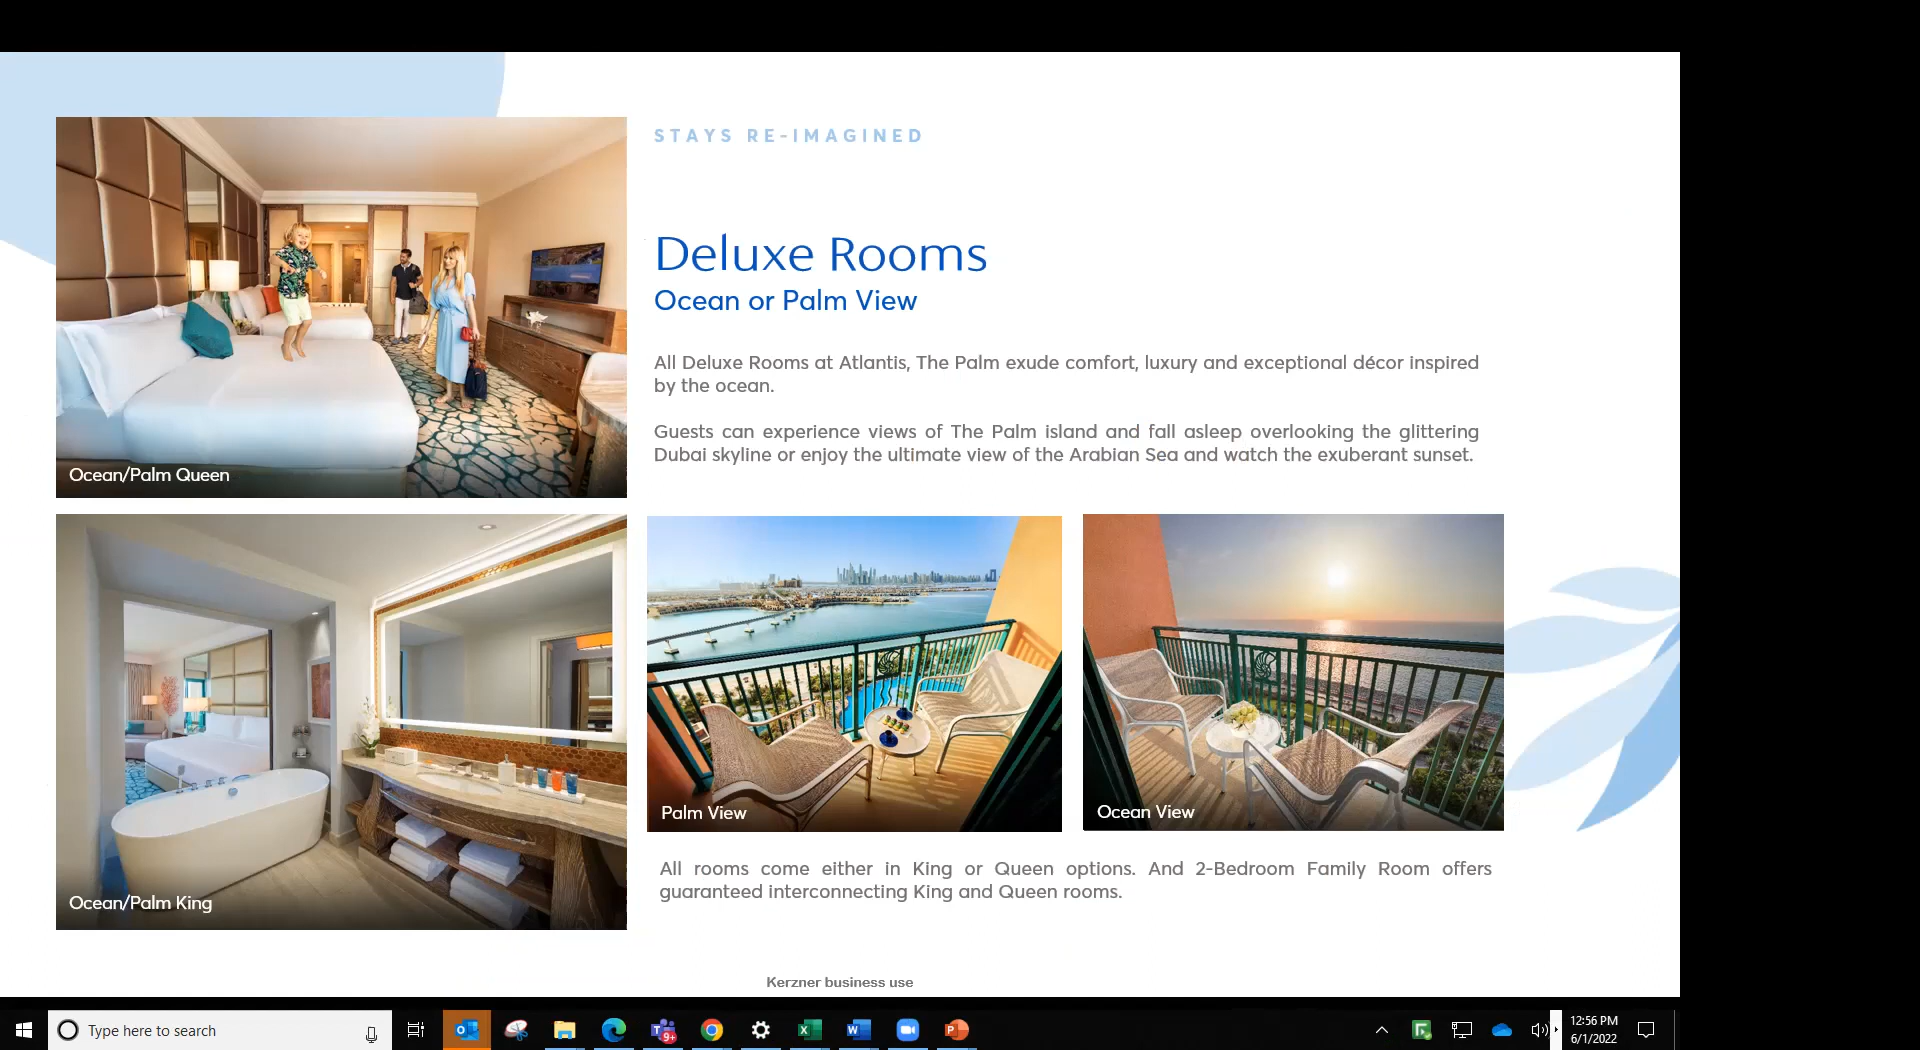 STAYS RE-IMAGINED
Deluxe Rooms
Ocean or Palm View
All Deluxe Rooms at Atlantis, The Palm exude comfort, luxury and exceptional décor inspired
by the ocean.
Guests can experience views of The Palm island and fall asleep overlooking the glittering
Dubai skyline or enjoy the ultimate view of the Arabian Sea and watch the exuberant sunset.
Ocean/Palm Queen
Palm View
Ocean View
Ocean/Palm King
All rooms come either in King or Queen options. And 2-Bedroom Family Room offers
guaranteed interconnecting King and Queen rooms.
Kerzner business use
Type here to search
9+
12:56 PM
6/1/2022